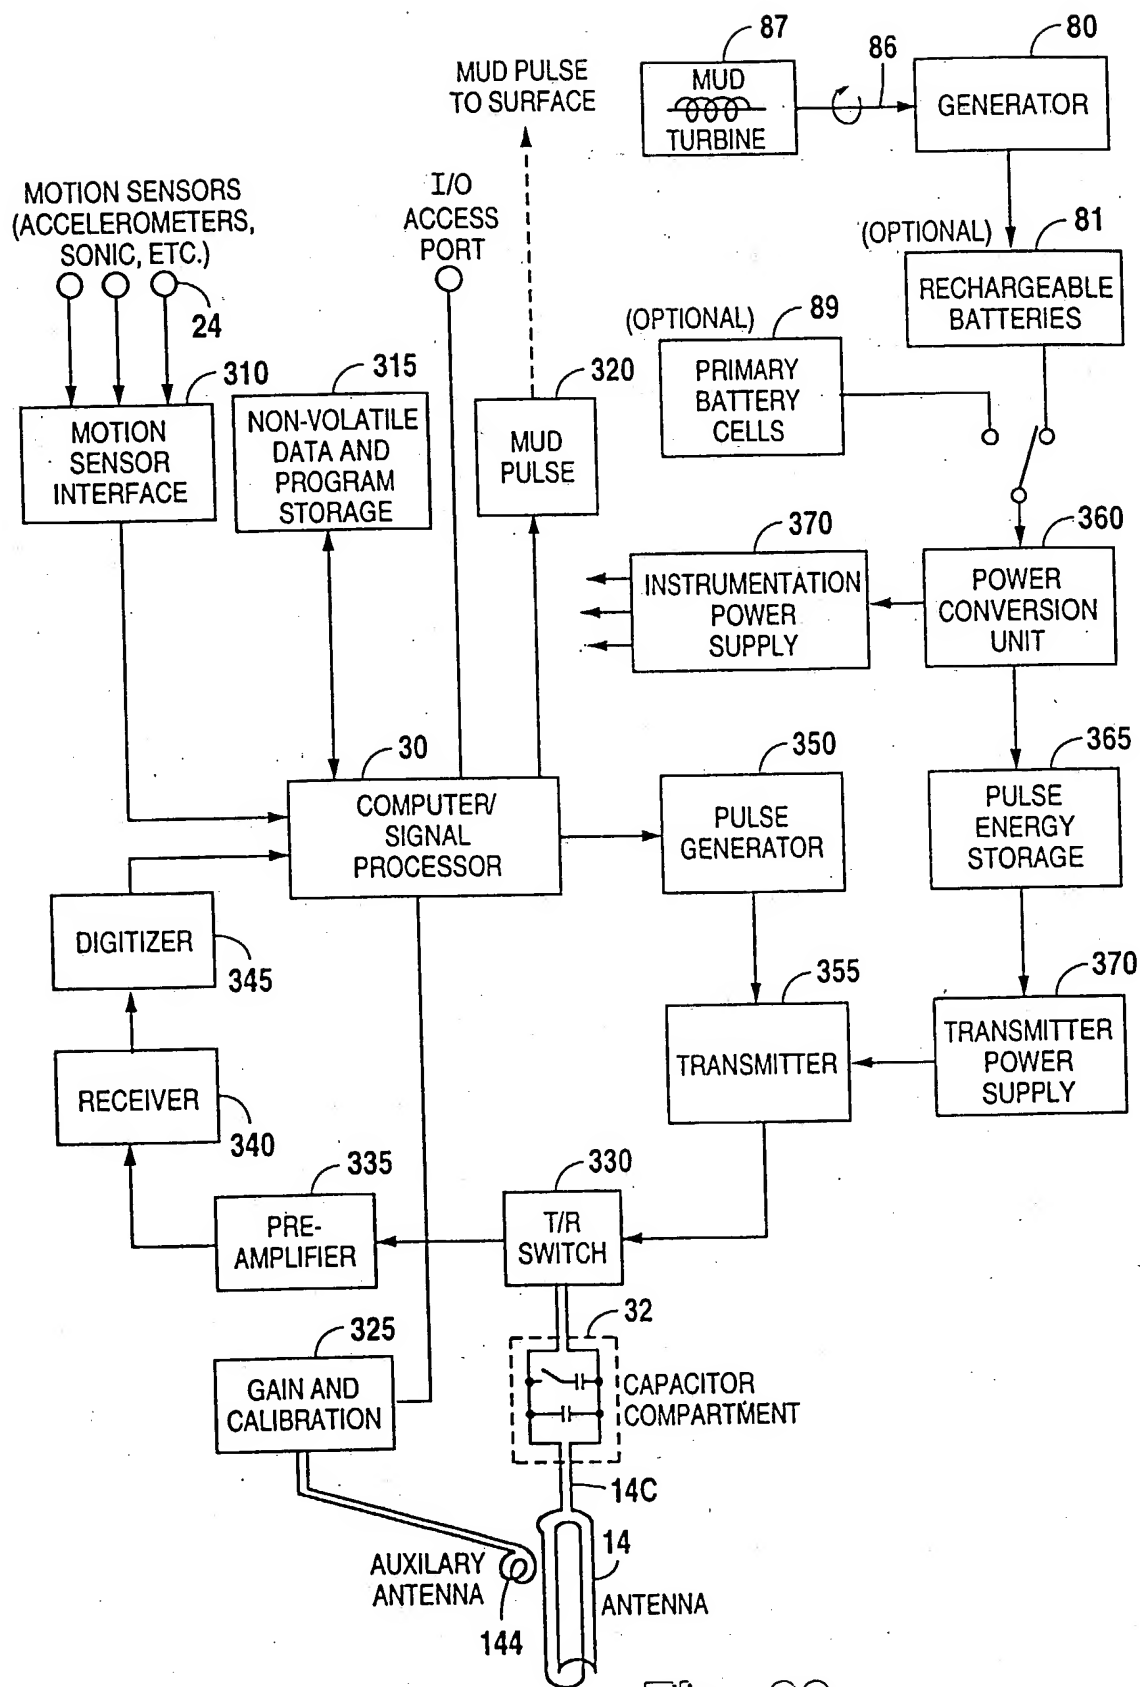 87
80
MUD PULSE
TO SURFACE
MUD
TURBINE
86
GENERATOR
MOTION SENSORS
(ACCELEROMETERS,
SONIC, ETC.)
24
I/O
ACCESS
PORT
(OPTIONAL)
81
RECHARGEABLE
BATTERIES
(OPTIONAL)
89
PRIMARY
BATTERY
CELLS
310
MOTION
SENSOR
INTERFACE
315
NON-VOLATILE
DATA AND
PROGRAM
STORAGE
320
MUD
PULSE
370
INSTRUMENTATION
POWER
SUPPLY
360
POWER
CONVERSION
UNIT
30
COMPUTER/
SIGNAL
PROCESSOR
350
PULSE
GENERATOR
365
PULSE
ENERGY
STORAGE
DIGITIZER
345
355
TRANSMITTER
370
TRANSMITTER
POWER
SUPPLY
RECEIVER
340
335
PRE-
AMPLIFIER
330
T/R
SWITCH
32
CAPACITOR
COMPARTMENT
325
GAIN AND
CALIBRATION
14C
14
AUXILARY
ANTENNA
144
ANTENNA